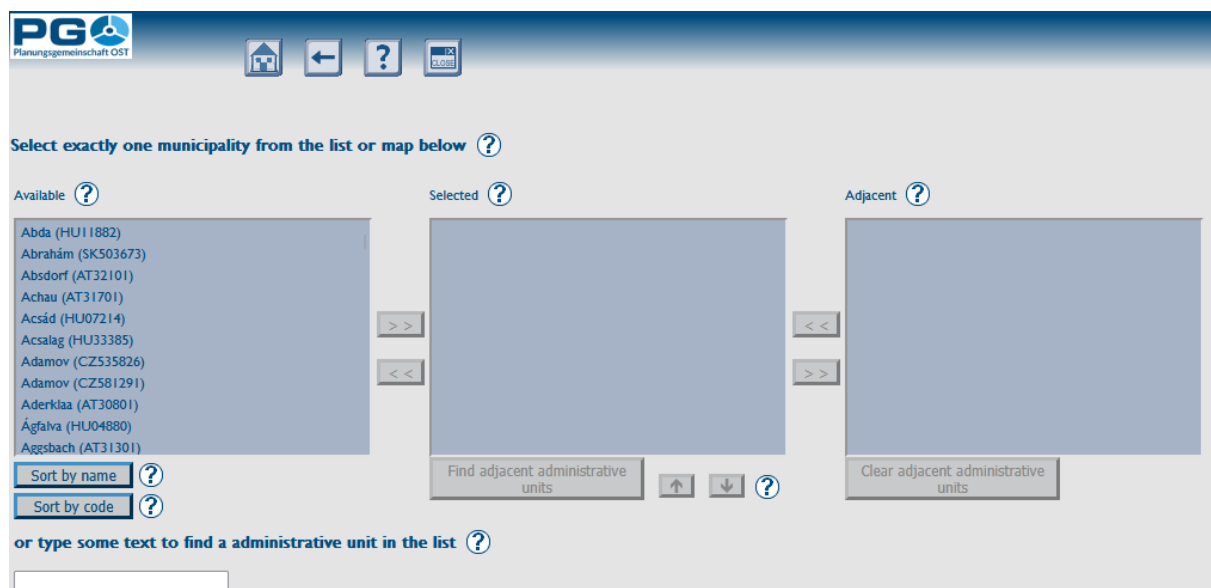 PGO
Planungsgemeinschaft OST
?
IX
CLOSE
Select exactly one municipality from the list or map below ?
Available ?
Selected ?
Adjacent ?
Abda (HU11882)
Abrahám (SK503673)
Absdorf (AT32101)
Achau (AT31701)
Acsád (HU07214)
Acsalag (HU33385)
Adamov (CZ535826)
Adamov (CZ581291)
Aderklaa (AT30801)
Ágfalva (HU04880)
Aggsbach (AT31301)
> >
< <
< <
> >
Sort by name ?
Sort by code ?
Find adjacent administrative
units
?
Clear adjacent administrative
units
or type some text to find a administrative unit in the list ?